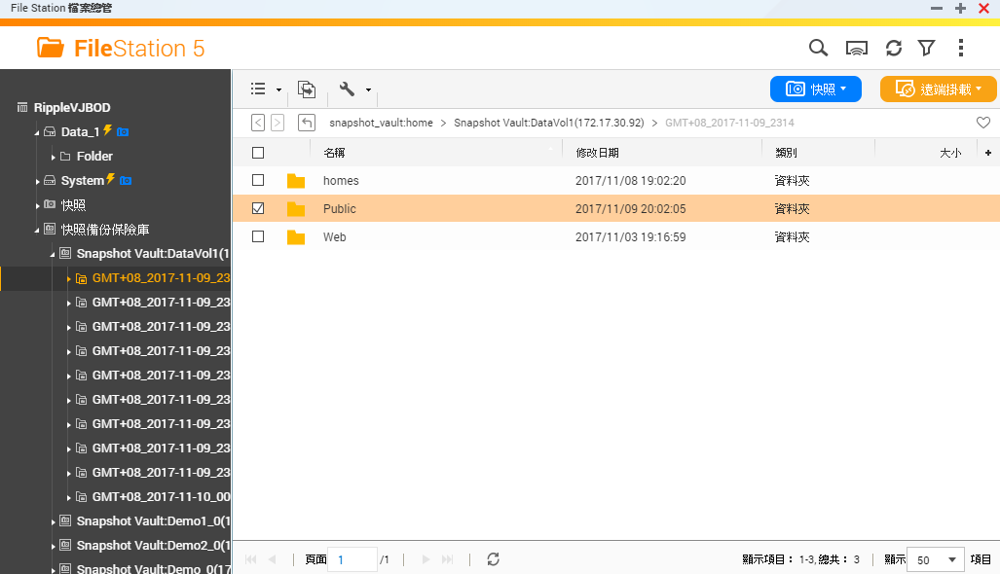 File Station 檔案總管
FileStation 5
RippleVJBOD
Data_1
Folder
System
快照
快照備份保險庫
Snapshot Vault:DataVol1(1
GMT+08_2017-11-09_23
GMT+08_2017-11-09_23
GMT+08_2017-11-09_23
GMT+08_2017-11-09_23
GMT+08_2017-11-09_23
GMT+08_2017-11-09_23
GMT+08_2017-11-09_23
GMT+08_2017-11-09_23
GMT+08_2017-11-09_23
GMT+08_2017-11-10_00
Snapshot Vault:Demo1_0(1
Snapshot Vault:Demo2_0(1
Snapshot Vault:Demo_0(17
快照 遠端掛載
snapshot_vault:home > Snapshot Vault:DataVol1(172.17.30.92) > GMT+08_2017-11-09_2314
名稱 修改日期 類別 大小
homes 2017/11/08 19:02:20 資料夾
Public 2017/11/09 20:02:05 資料夾
Web 2017/11/03 19:16:59 資料夾
頁面 1 /1 顯示項目: 1-3, 總共: 3 顯示 50 項目